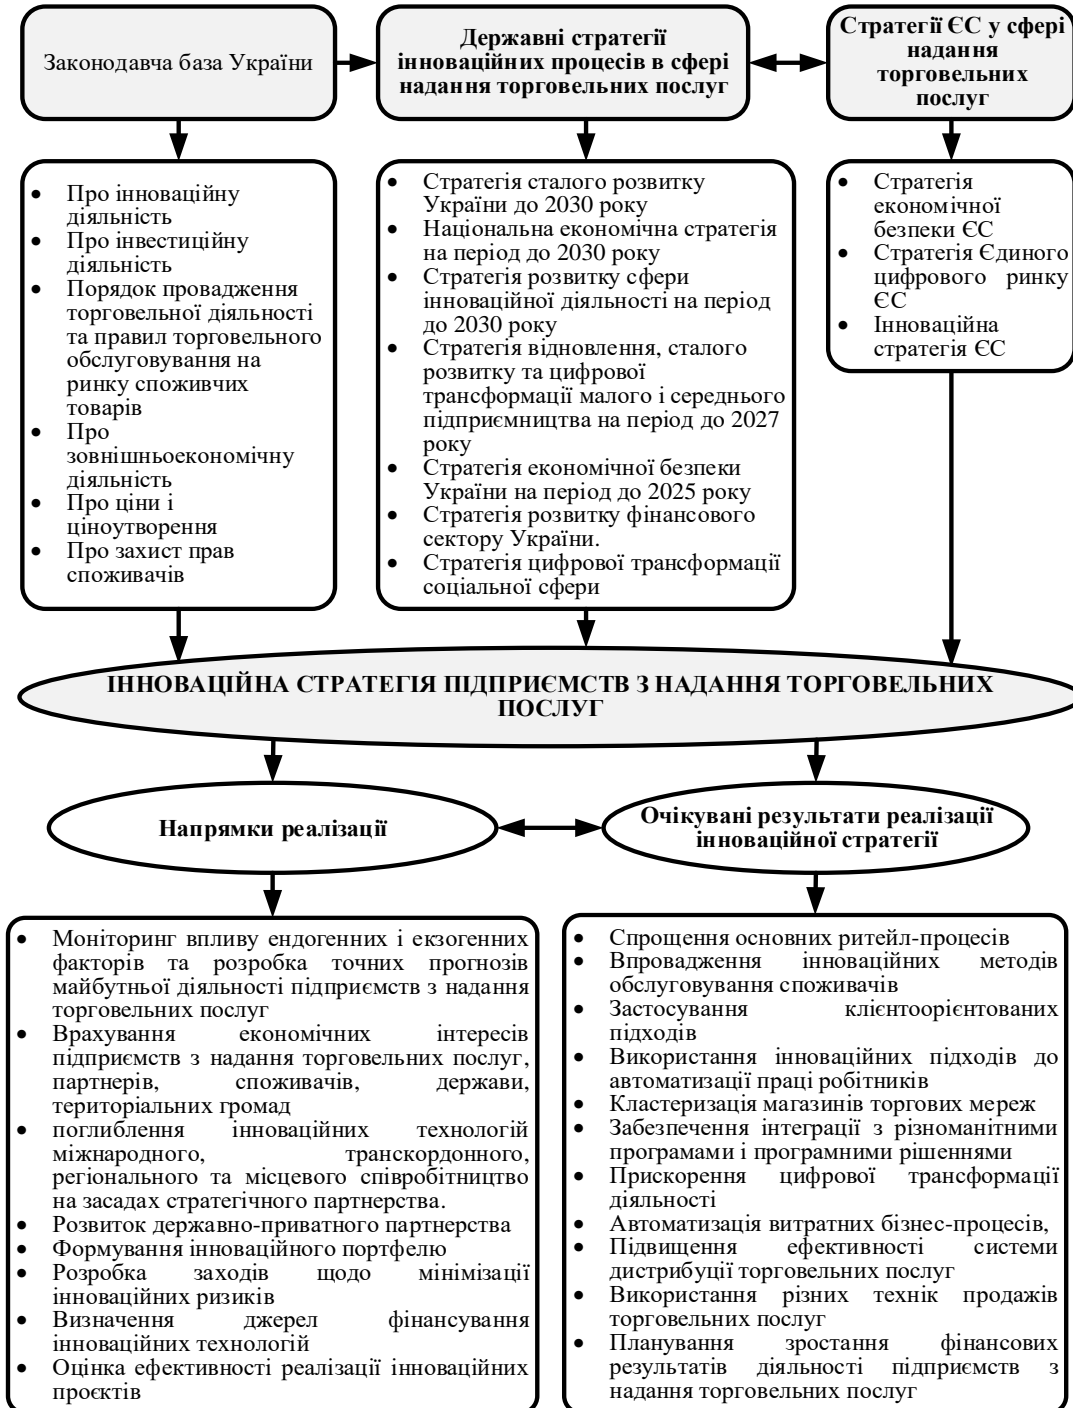 Законодавча база України
Державні стратегії
інноваційних процесів в сфері
надання торговельних послуг
Стратегії ЄС у сфері
надання
торговельних
послуг
• Про інноваційну
діяльність
• Про інвестиційну
діяльність
• Порядок провадження
торговельної діяльності
та правил торговельного
обслуговування на
ринку споживчих
товарів
• Про
зовнішньоекономічну
діяльність
• Про ціни і
ціноутворення
• Про захист прав
споживачів
• Стратегія сталого розвитку
України до 2030 року
• Національна економічна стратегія
на період до 2030 року
• Стратегія розвитку сфери
інноваційної діяльності на період
до 2030 року
• Стратегія відновлення, сталого
розвитку та цифрової
трансформації малого і середнього
підприємництва на період до 2027
року
• Стратегія економічної безпеки
України на період до 2025 року
• Стратегія розвитку фінансового
сектору України.
• Стратегія цифрової трансформації
соціальної сфери
• Стратегія
економічної
безпеки ЄС
• Стратегія Єдиного
цифрового ринку
ЄС
• Інноваційна
стратегія ЄС
ІННОВАЦІЙНА СТРАТЕГІЯ ПІДПРИЄМСТВ З НАДАННЯ ТОРГОВЕЛЬНИХ
ПОСЛУГ
Напрямки реалізації
Очікувані результати реалізації
інноваційної стратегії
• Моніторинг впливу ендогенних і екзогенних
факторів та розробка точних прогнозів
майбутньої діяльності підприємств з надання
торговельних послуг
• Врахування економічних інтересів
підприємств з надання торговельних послуг,
партнерів, споживачів, держави,
територіальних громад
• поглиблення інноваційних технологій
міжнародного, транскордонного,
регіонального та місцевого співробітництво
на засадах стратегічного партнерства.
• Розвиток державно-приватного партнерства
• Формування інноваційного портфелю
• Розробка заходів щодо мінімізації
інноваційних ризиків
• Визначення джерел фінансування
інноваційних технологій
• Оцінка ефективності реалізації інноваційних
проєктів
• Спрощення основних ритейл-процесів
• Впровадження інноваційних методів
обслуговування споживачів
• Застосування клієнтоорієнтованих
підходів
• Використання інноваційних підходів до
автоматизації праці робітників
• Кластеризація магазинів торгових мереж
• Забезпечення інтеграції з різноманітними
програмами і програмними рішеннями
• Прискорення цифрової трансформації
діяльності
• Автоматизація витратних бізнес-процесів,
• Підвищення ефективності системи
дистрибуції торговельних послуг
• Використання різних технік продажів
торговельних послуг
• Планування зростання фінансових
результатів діяльності підприємств з
надання торговельних послуг